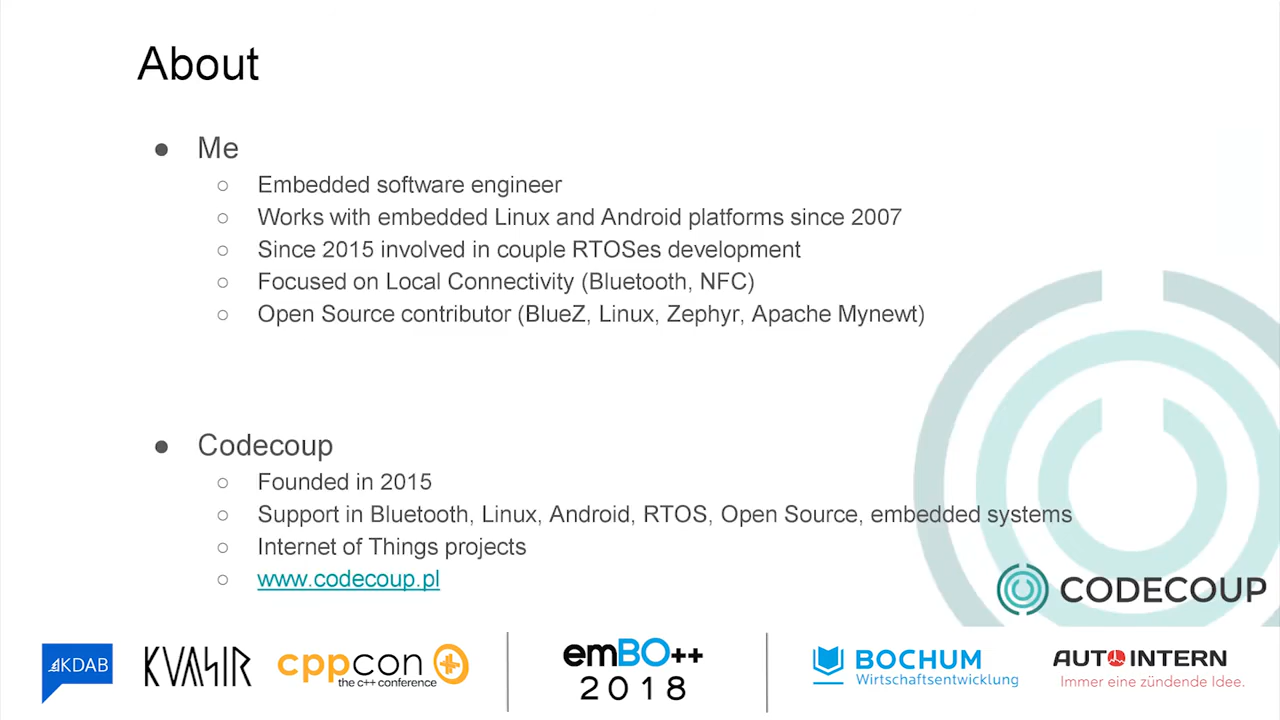 About
● Me
○ Embedded software engineer
○ Works with embedded Linux and Android platforms since 2007
○ Since 2015 involved in couple RTOSes development
○ Focused on Local Connectivity (Bluetooth, NFC)
○ Open Source contributor (BlueZ, Linux, Zephyr, Apache Mynewt)
● Codecoup
○ Founded in 2015
○ Support in Bluetooth, Linux, Android, RTOS, Open Source, embedded systems
○ Internet of Things projects
○ www.codecoup.pl
CODECOUP
KDAB
KVASIR
cppcon
the c++ conference
emBO++
2018
BOCHUM
Wirtschaftsentwicklung
AUTOINTERN
Immer eine zündende Idee.